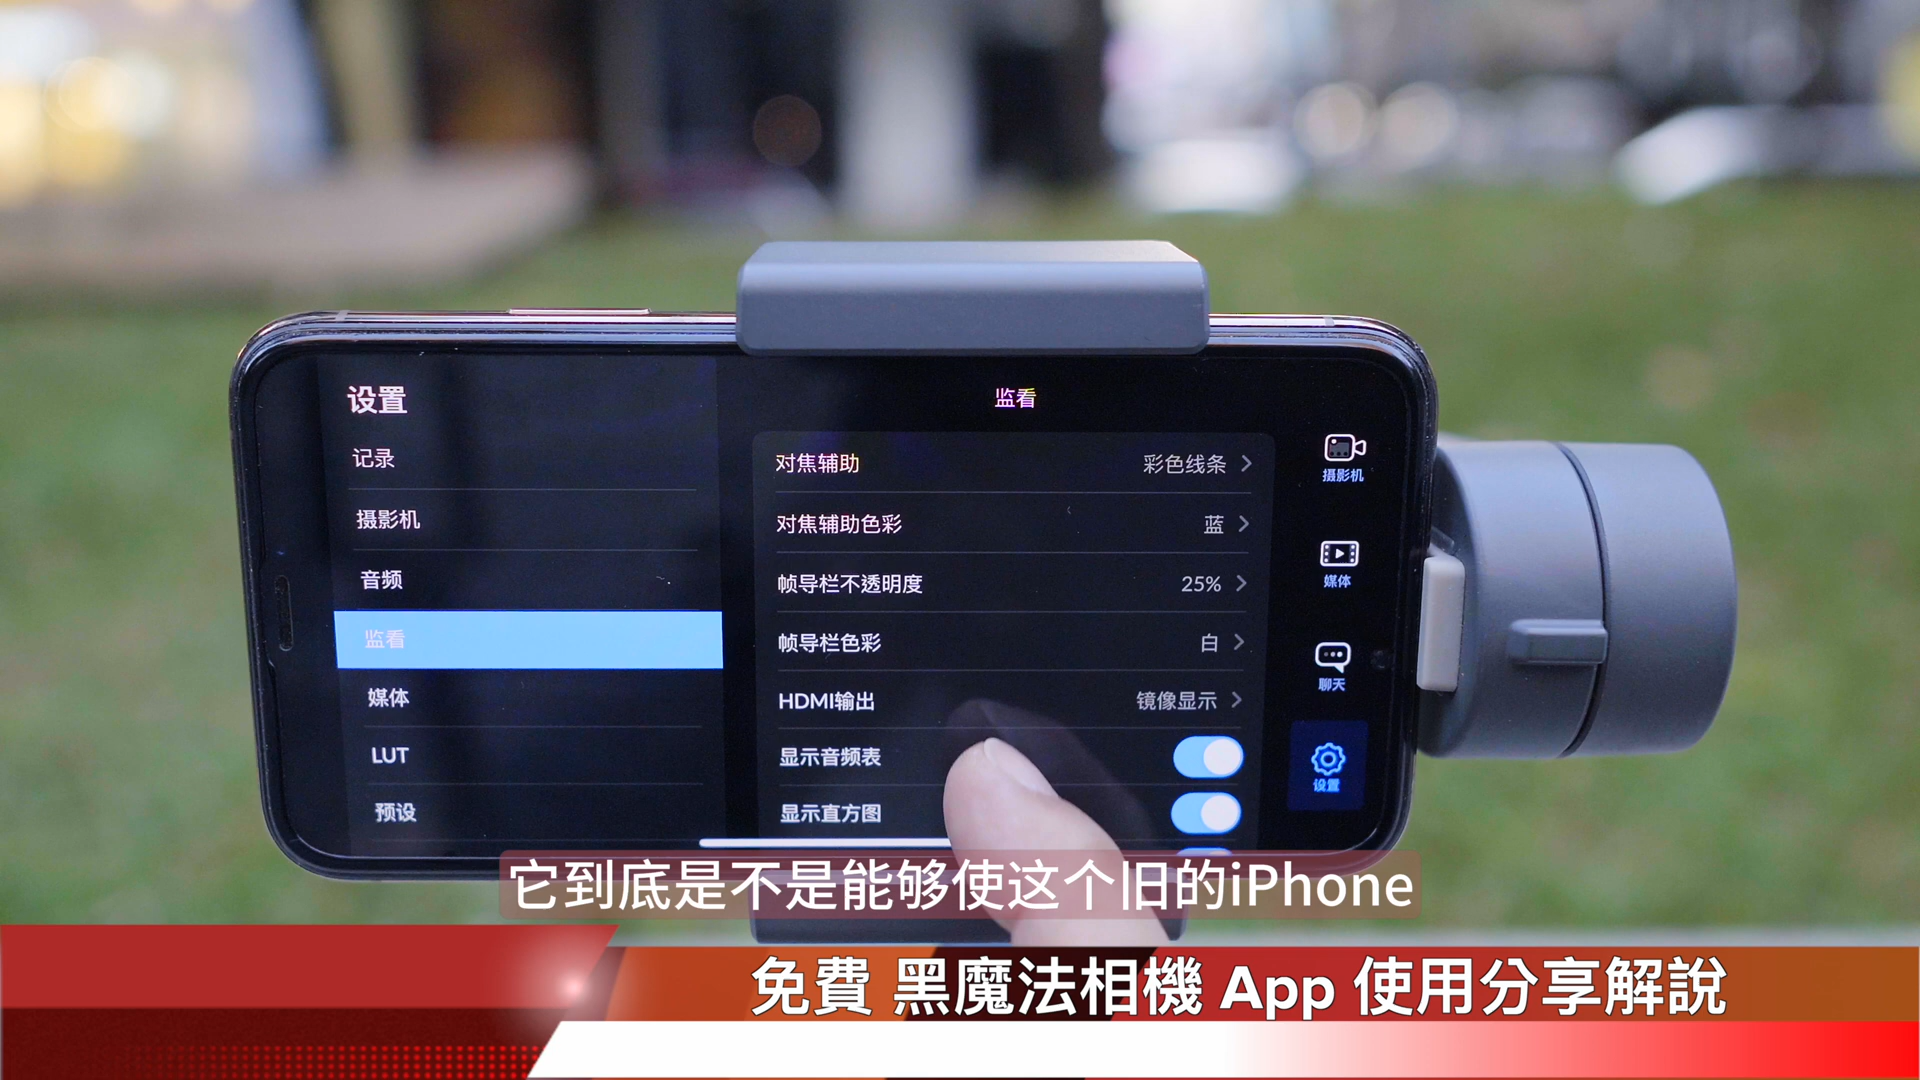 设置
记录
摄影机
音频
监看
媒体
LUT
预设
监看
对焦辅助 彩色线条
对焦辅助色彩 蓝
帧导栏不透明度 25%
帧导栏色彩 白
HDMI输出 镜像显示
显示音频表
显示直方图
摄影机
媒体
聊天
设置
它到底是不是能够使这个旧的iPhone
免費 黑魔法相機 App 使用分享解說